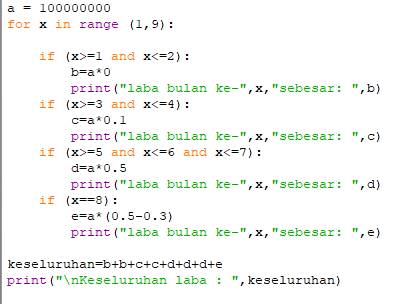 a = 100000000
for x in range (1,9):
if (x>=1 and x<=2):
b=a*0
print("laba bulan ke-",x,"sebesar: ",b)
if (x>=3 and x<=4):
c=a*0.1
print("laba bulan ke-",x,"sebesar: ",c)
if (x>=5 and x<=6 and x<=7):
d=a*0.5
print("laba bulan ke-",x,"sebesar: ",d)
if (x==8):
e=a*(0.5-0.3)
print("laba bulan ke-",x,"sebesar: ",e)
keseluruhan=b+b+c+c+d+d+d+e
print("\nKeseluruhan laba : ",keseluruhan)